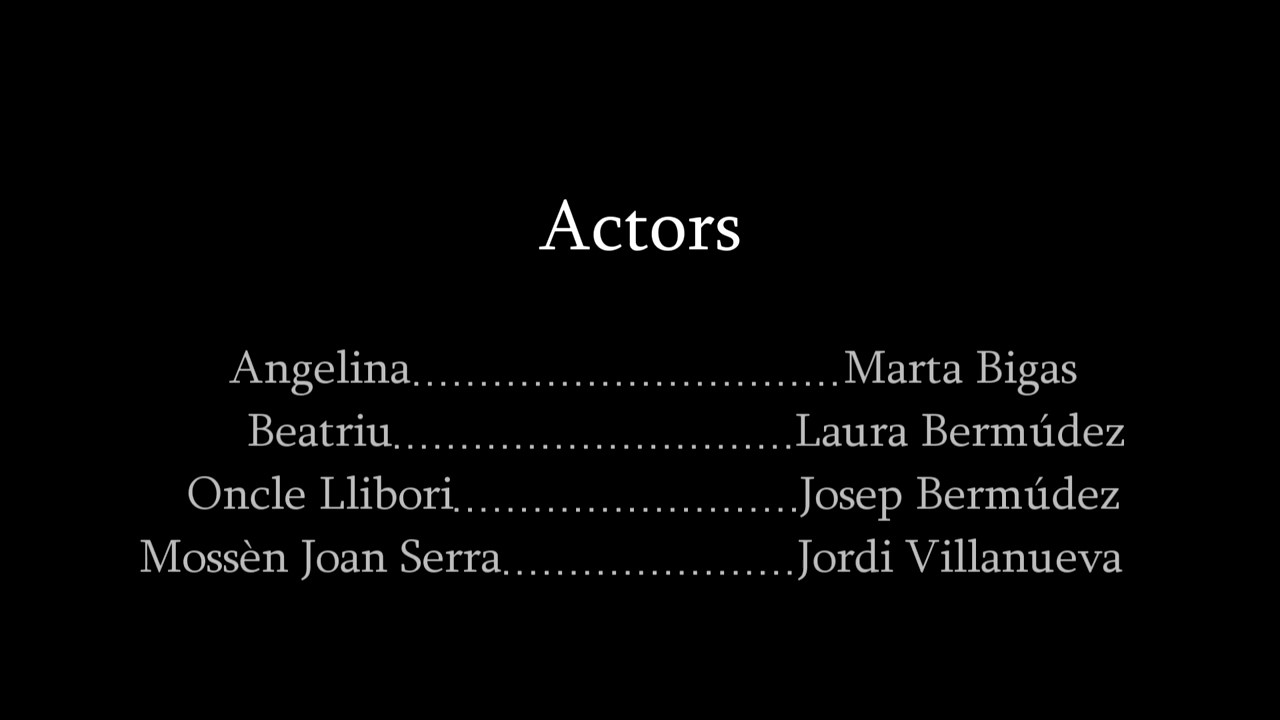 Actors
Angelina................................Marta Bigas
Beatriu..............................Laura Bermúdez
Oncle Llibori..........................Josep Bermúdez
Mossèn Joan Serra......................Jordi Villanueva